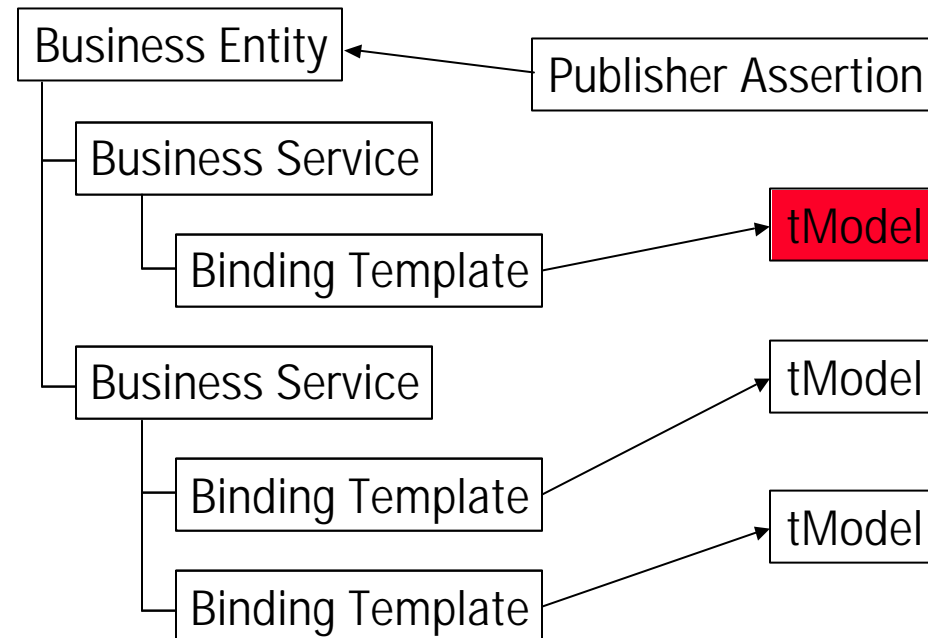 Business Entity
Publisher Assertion
Business Service
tModel
Binding Template
Business Service
tModel
Binding Template
tModel
Binding Template